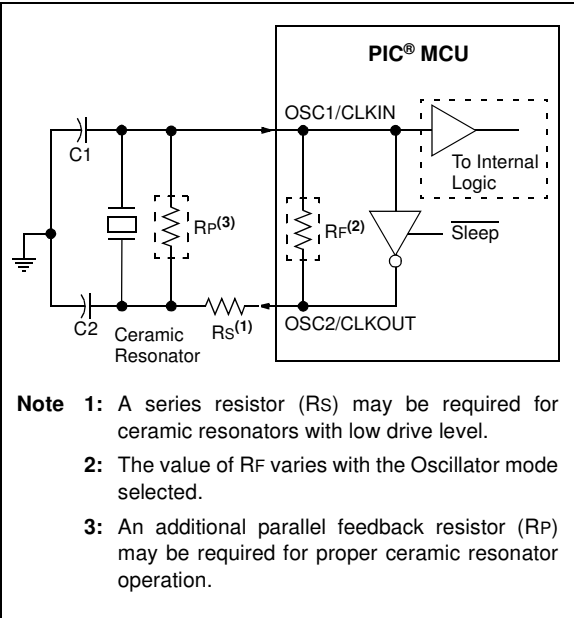 PIC® MCU
OSC1/CLKIN
C1
To Internal
Logic
RP(3)
RF(2)
Sleep
C2
Ceramic
Resonator
RS(1)
OSC2/CLKOUT
Note 1: A series resistor (RS) may be required for
ceramic resonators with low drive level.
2: The value of RF varies with the Oscillator mode
selected.
3: An additional parallel feedback resistor (RP)
may be required for proper ceramic resonator
operation.